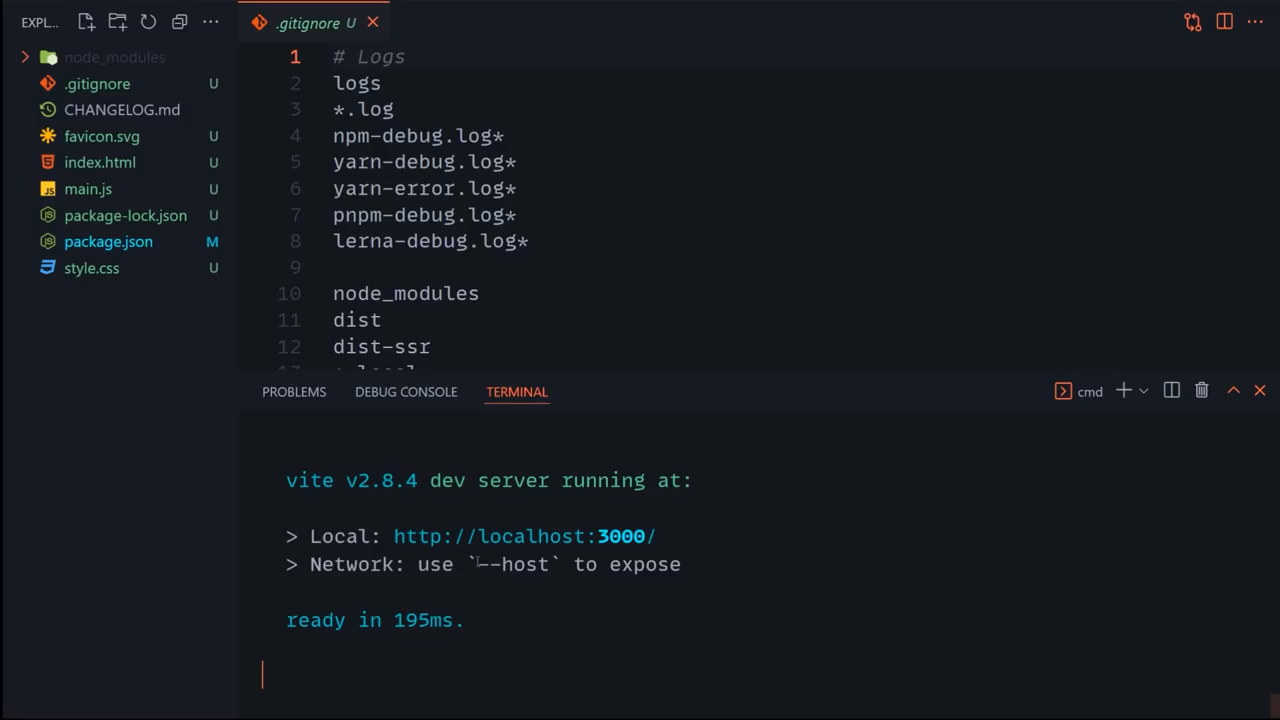 EXPL...
node_modules
.gitignore U
CHANGELOG.md
favicon.svg U
index.html U
JS main.js U
package-lock.json U
package.json M
style.css U
.gitignore U
1 # Logs
2 logs
3 *.log
4 npm-debug.log*
5 yarn-debug.log*
6 yarn-error.log*
7 pnpm-debug.log*
8 lerna-debug.log*
9
10 node_modules
11 dist
12 dist-ssr
PROBLEMS DEBUG CONSOLE TERMINAL cmd
vite v2.8.4 dev server running at:
> Local: http://localhost:3000/
> Network: use `--host` to expose
ready in 195ms.